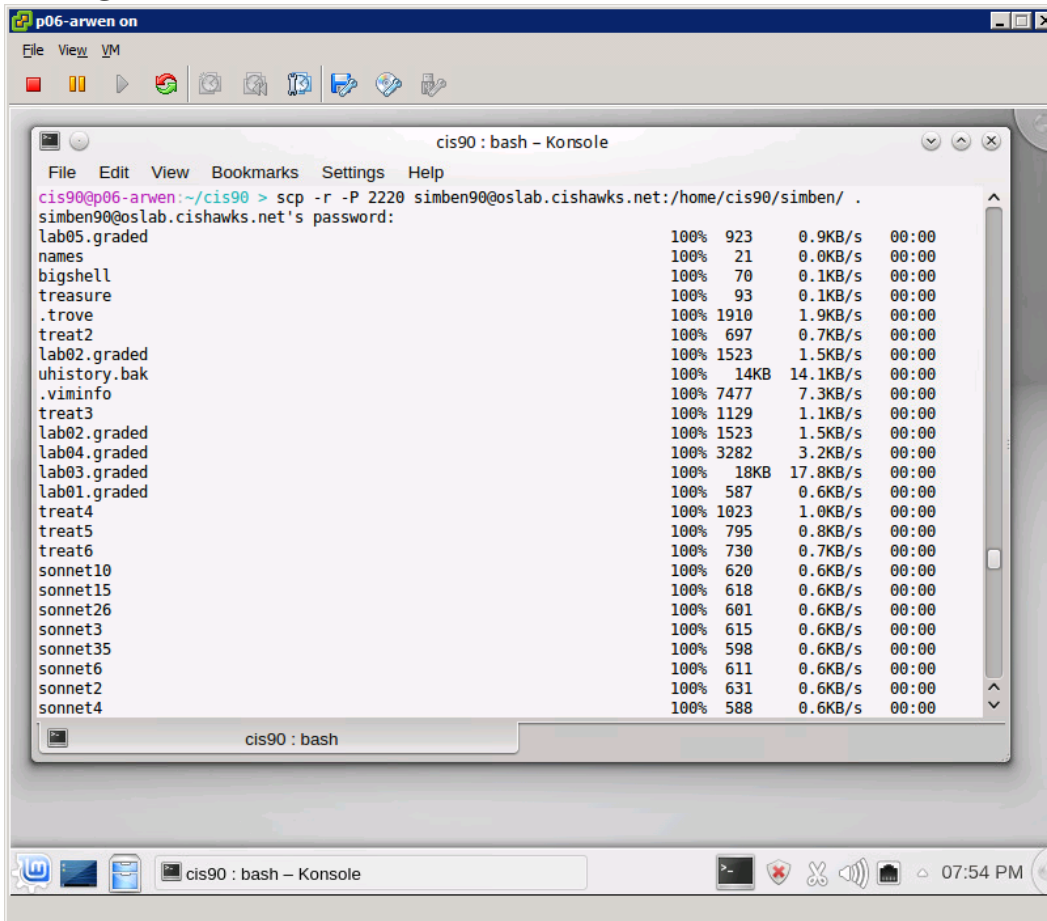 p06-arwen on
File View VM
cis90 : bash – Konsole
File Edit View Bookmarks Settings Help
cis90@p06-arwen:~/cis90 > scp -r -P 2220 simben90@oslab.cishawks.net:/home/cis90/simben/ .
simben90@oslab.cishawks.net's password:
lab05.graded 100% 923 0.9KB/s 00:00
names 100% 21 0.0KB/s 00:00
bigshell 100% 70 0.1KB/s 00:00
treasure 100% 93 0.1KB/s 00:00
.trove 100% 1910 1.9KB/s 00:00
treat2 100% 697 0.7KB/s 00:00
lab02.graded 100% 1523 1.5KB/s 00:00
uhistory.bak 100% 14KB 14.1KB/s 00:00
.viminfo 100% 7477 7.3KB/s 00:00
treat3 100% 1129 1.1KB/s 00:00
lab02.graded 100% 1523 1.5KB/s 00:00
lab04.graded 100% 3282 3.2KB/s 00:00
lab03.graded 100% 18KB 17.8KB/s 00:00
lab01.graded 100% 587 0.6KB/s 00:00
treat4 100% 1023 1.0KB/s 00:00
treat5 100% 795 0.8KB/s 00:00
treat6 100% 730 0.7KB/s 00:00
sonnet10 100% 620 0.6KB/s 00:00
sonnet15 100% 618 0.6KB/s 00:00
sonnet26 100% 601 0.6KB/s 00:00
sonnet3 100% 615 0.6KB/s 00:00
sonnet35 100% 598 0.6KB/s 00:00
sonnet6 100% 611 0.6KB/s 00:00
sonnet2 100% 631 0.6KB/s 00:00
sonnet4 100% 588 0.6KB/s 00:00
cis90 : bash
cis90 : bash – Konsole
07:54 PM